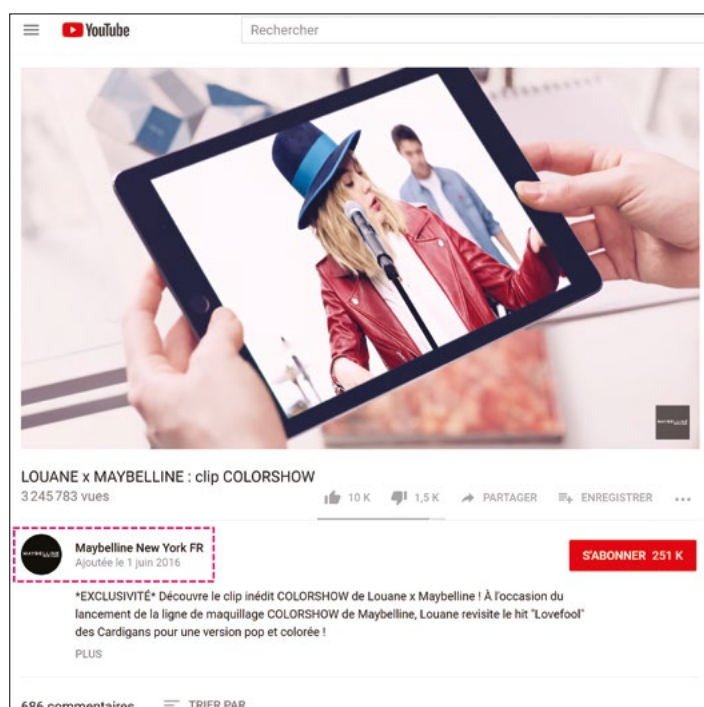 YouTube
Rechercher
MAYBELLINE
LOUANE x MAYBELLINE : clip COLORSHOW
3 245 783 vues
10 K
1,5 K
PARTAGER
ENREGISTRER
MAYBELLINE
Maybelline New York FR
Ajoutée le 1 juin 2016
S'ABONNER 251 K
*EXCLUSIVITÉ* Découvre le clip inédit COLORSHOW de Louane x Maybelline ! À l'occasion du
lancement de la ligne de maquillage COLORSHOW de Maybelline, Louane revisite le hit "Lovefool"
des Cardigans pour une version pop et colorée !
PLUS
686 commentaires
TRIER PAR